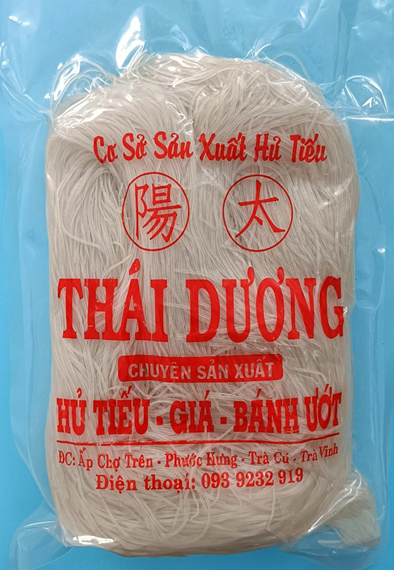 Cơ Sở Sản Xuất Hủ Tiếu
陽 太
THÁI DƯƠNG
CHUYÊN SẢN XUẤT
HỦ TIẾU - GIÁ - BÁNH ƯỚT
ĐC: Ấp Chợ Trên - Phước Hưng - Trà Cú - Trà Vinh
Điện thoại: 093 9232 919